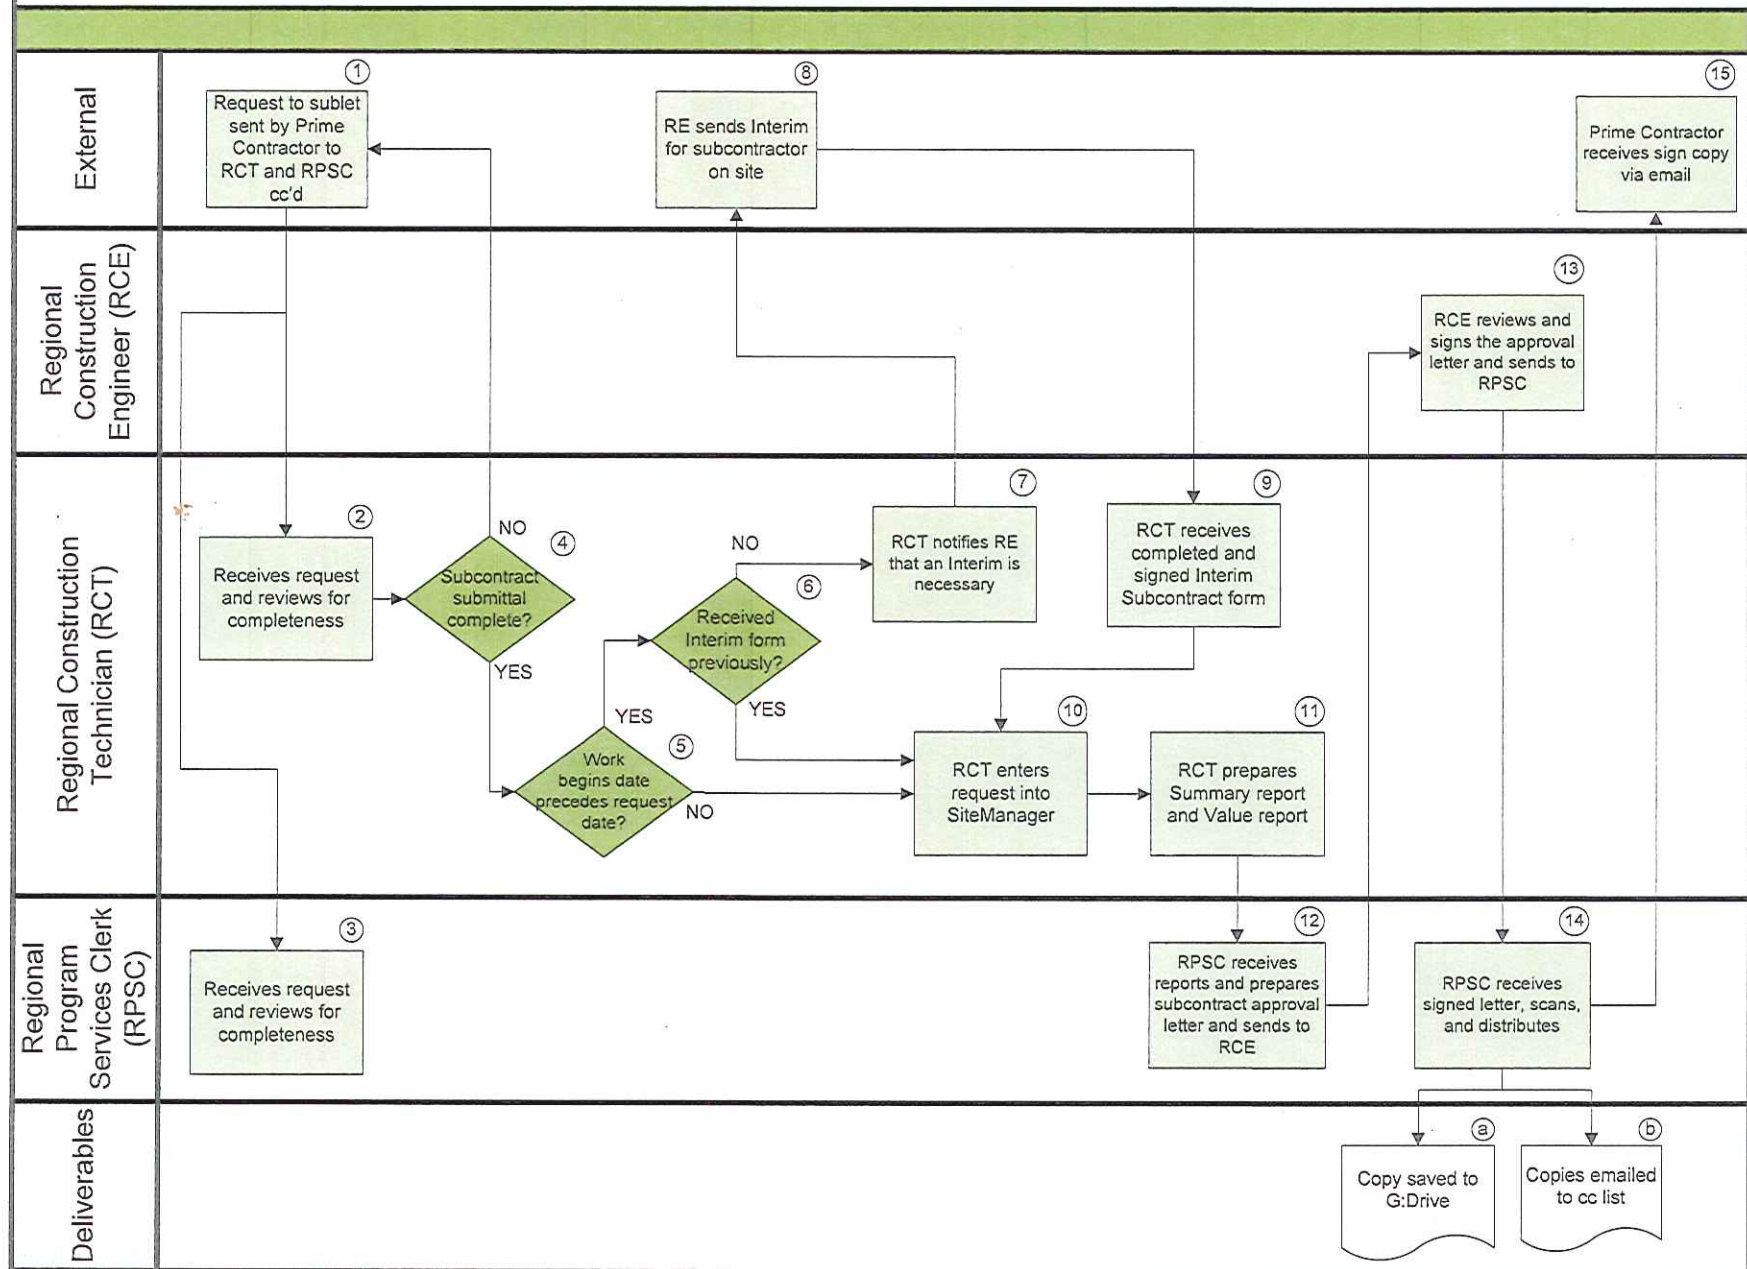 External
1
Request to sublet
sent by Prime
Contractor to
RCT and RPSC
cc'd
8
RE sends Interim
for subcontractor
on site
15
Prime Contractor
receives sign copy
via email
Regional
Construction
Engineer (RCE)
13
RCE reviews and
signs the approval
letter and sends to
RPSC
Regional Construction
Technician (RCT)
2
Receives request
and reviews for
completeness
NO
4
Subcontract
submittal
complete?
YES
NO
6
Received
Interim form
previously?
YES
7
RCT notifies RE
that an Interim is
necessary
9
RCT receives
completed and
signed Interim
Subcontract form
YES
5
Work
begins date
precedes request
date?
NO
10
RCT enters
request into
SiteManager
11
RCT prepares
Summary report
and Value report
Regional
Program
Services Clerk
(RPSC)
3
Receives request
and reviews for
completeness
12
RPSC receives
reports and prepares
subcontract approval
letter and sends to
RCE
14
RPSC receives
signed letter, scans,
and distributes
Deliverables
a
Copy saved to
G:Drive
b
Copies emailed
to cc list